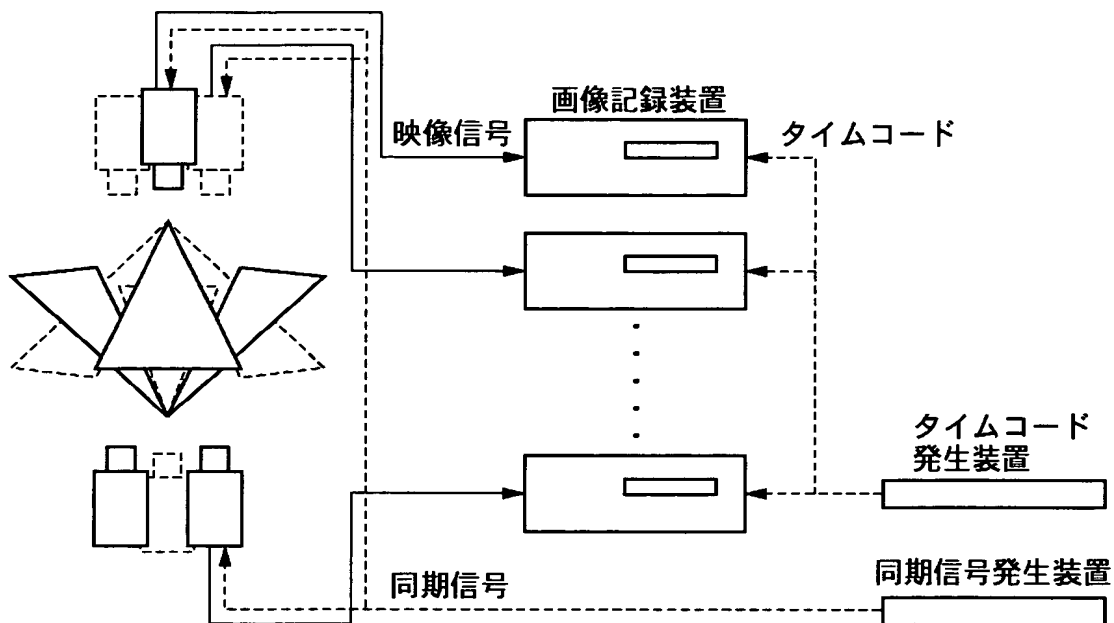 画像記録装置
映像信号
タイムコード
タイムコード
発生装置
同期信号
同期信号発生装置